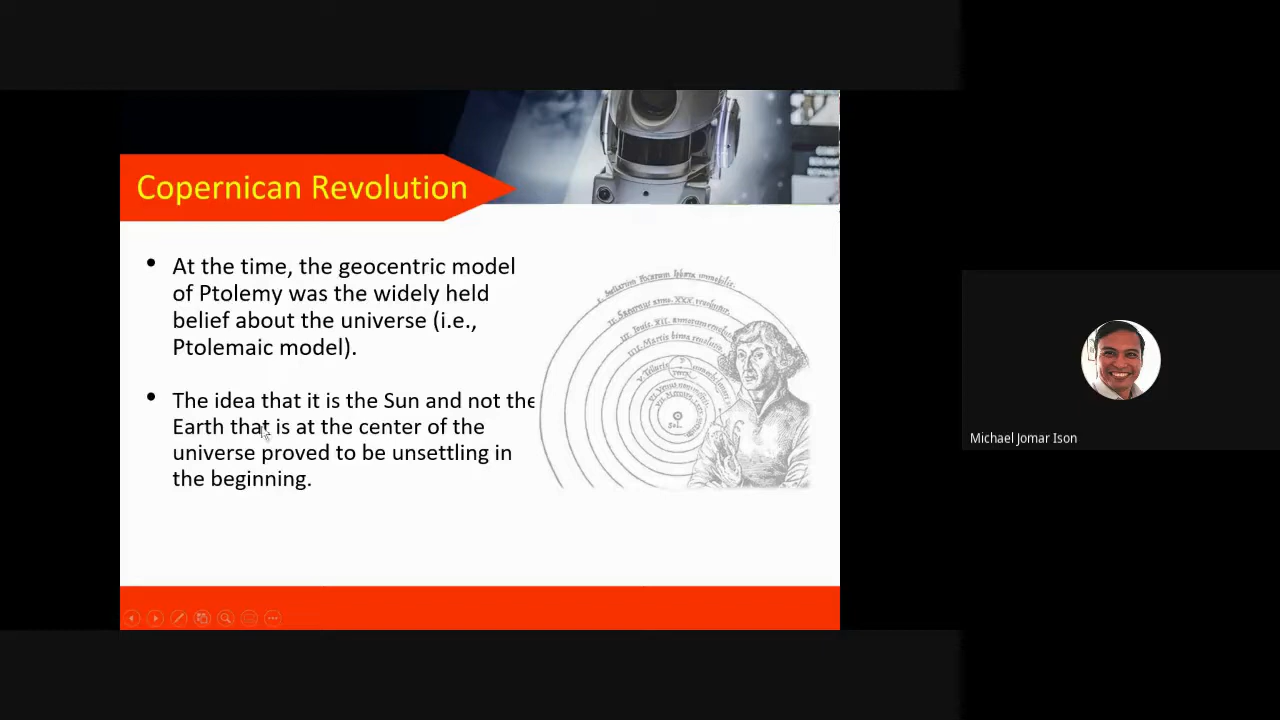 Copernican Revolution
• At the time, the geocentric model
of Ptolemy was the widely held
belief about the universe (i.e.,
Ptolemaic model).
• The idea that it is the Sun and not the
Earth that is at the center of the
universe proved to be unsettling in
the beginning.
Sol
Michael Jomar Ison